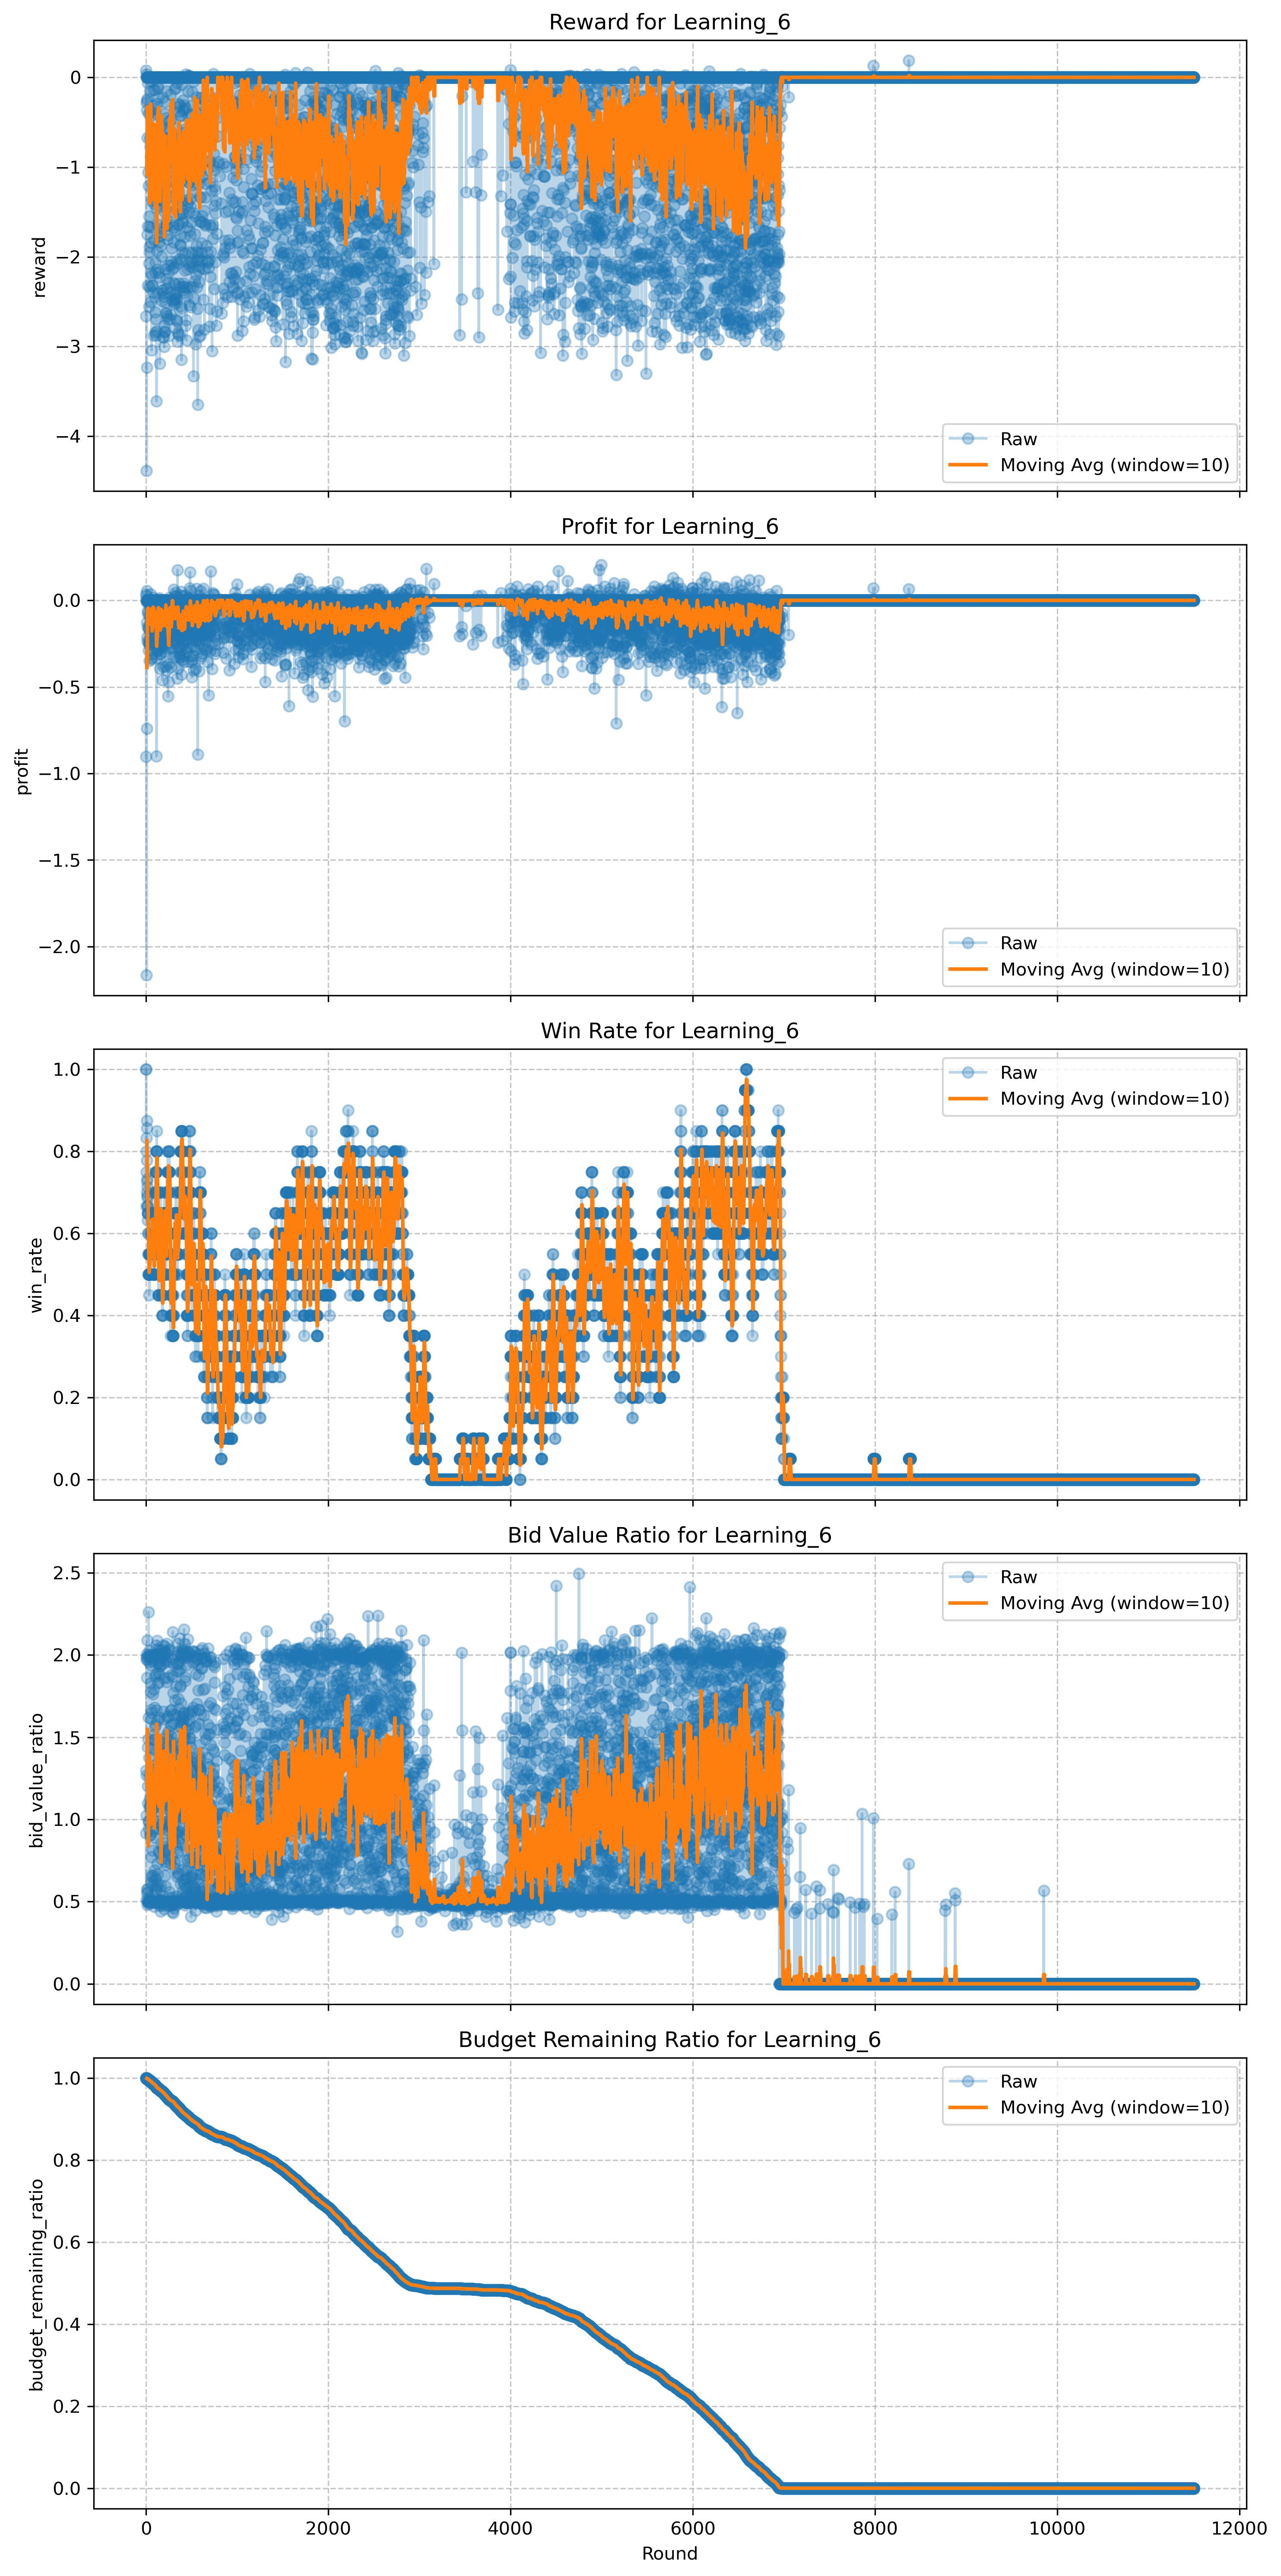 Reward for Learning_6
0
−1
−2
−3
−4
reward
Raw
Moving Avg (window=10)
Profit for Learning_6
0.0
−0.5
−1.0
−1.5
−2.0
profit
Raw
Moving Avg (window=10)
Win Rate for Learning_6
1.0
0.8
0.6
0.4
0.2
0.0
win_rate
Raw
Moving Avg (window=10)
Bid Value Ratio for Learning_6
2.5
2.0
1.5
1.0
0.5
0.0
bid_value_ratio
Raw
Moving Avg (window=10)
Budget Remaining Ratio for Learning_6
1.0
0.8
0.6
0.4
0.2
0.0
budget_remaining_ratio
Raw
Moving Avg (window=10)
0 2000 4000 6000 8000 10000 12000
Round